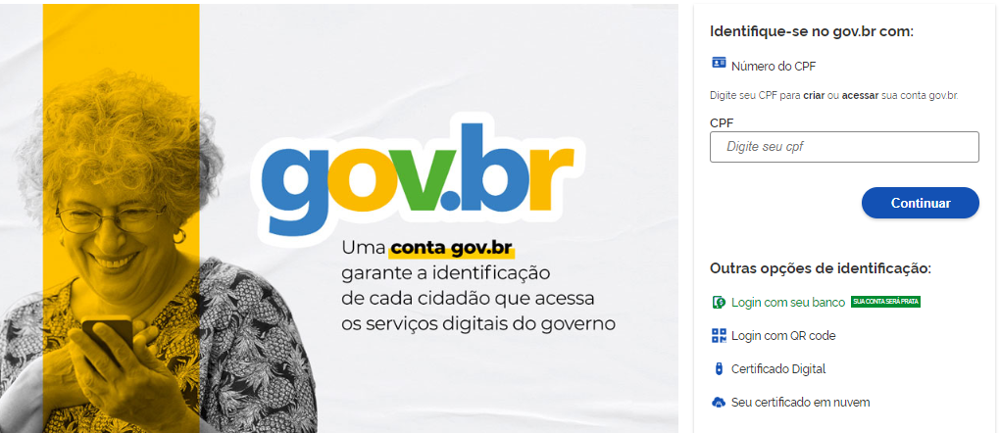 gov.br
Uma conta gov.br
garante a identificação
de cada cidadão que acessa
os serviços digitais do governo
Identifique-se no gov.br com:
Número do CPF
Digite seu CPF para criar ou acessar sua conta gov.br.
CPF
Digite seu cpf
Continuar
Outras opções de identificação:
Login com seu banco SUA CONTA SERÁ PRATA
Login com QR code
Certificado Digital
Seu certificado em nuvem